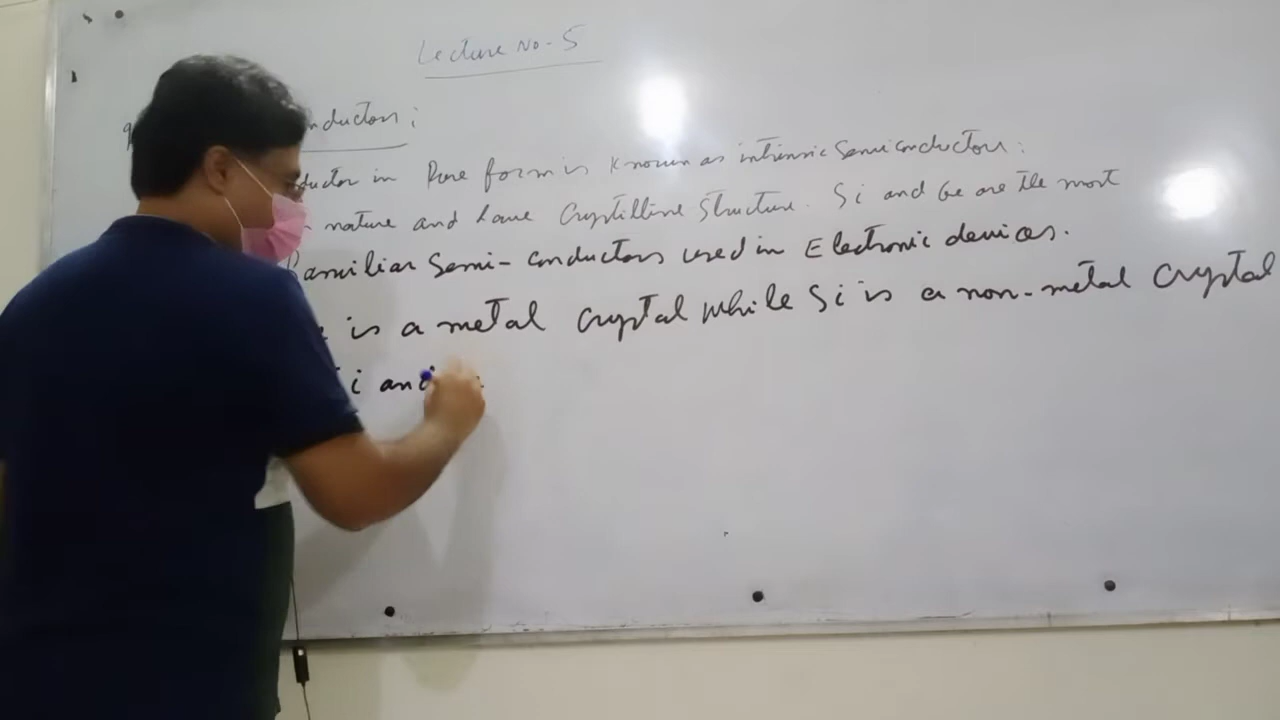 Lecture No-5
nductors:
ductor in Pure form is known as intrinsic Semiconductors.
nature and have Crystilline Structure. Si and Ge are the most
familiar Semi-conductors used in Electronic devices.
is a metal crystal while Si is a non-metal crystal
i and